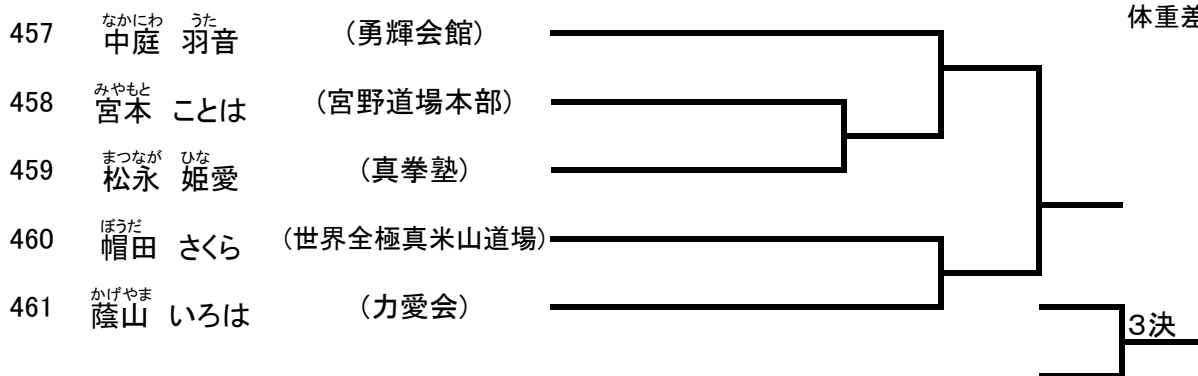 体重差
なかにわ うた
457 中庭 羽音 (勇輝会館)
みやもと
458 宮本 ことは (宮野道場本部)
まつなが ひな
459 松永 姫愛 (真拳塾)
ぼうだ
460 帽田 さくら (世界全極真米山道場)
かげやま
461 蔭山 いろは (力愛会)
3決